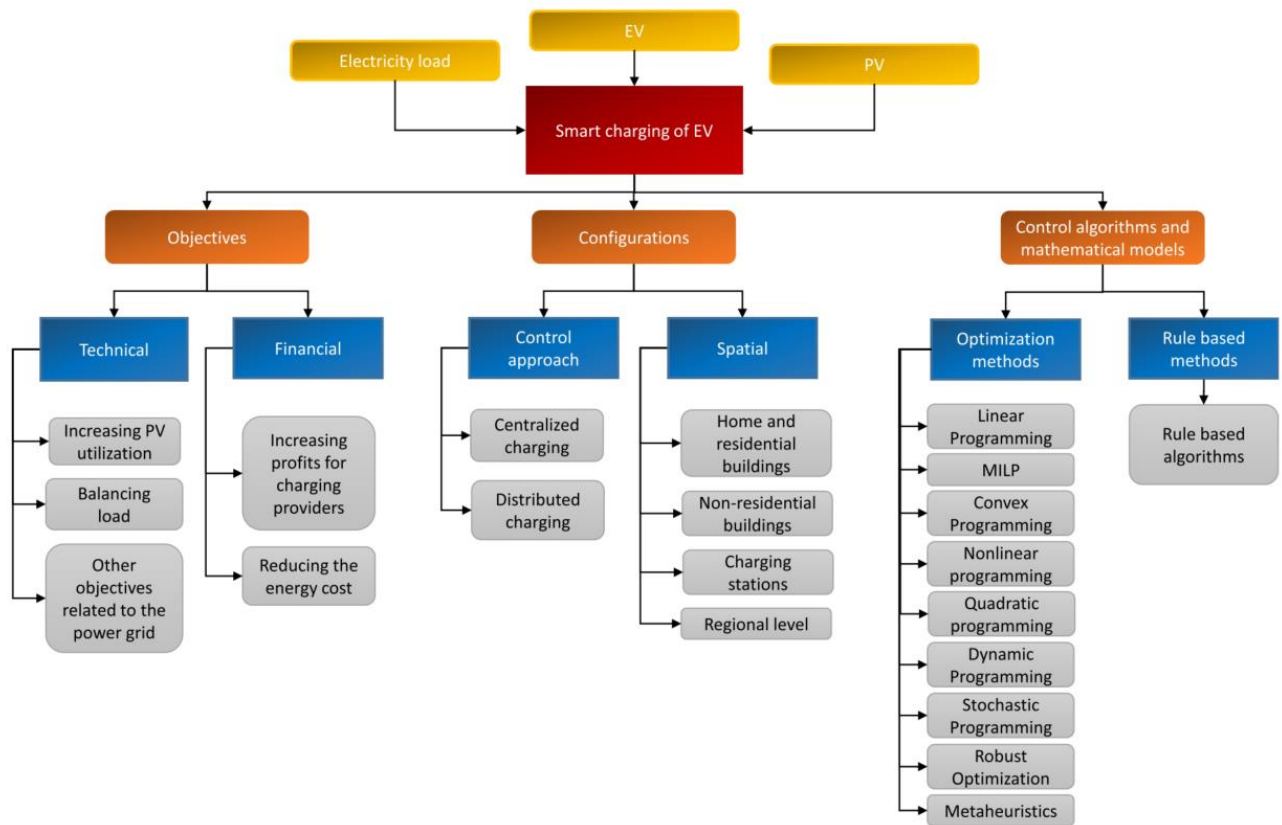 EV
Electricity load
PV
Smart charging of EV
Objectives
Configurations
Control algorithms and
mathematical models
Technical
Financial
Control
approach
Spatial
Optimization
methods
Rule based
methods
Increasing PV
utilization
Balancing
load
Other
objectives
related to the
power grid
Increasing
profits for
charging
providers
Reducing the
energy cost
Centralized
charging
Distributed
charging
Home and
residential
buildings
Non-residential
buildings
Charging
stations
Regional level
Linear
Programming
MILP
Convex
Programming
Nonlinear
programming
Quadratic
programming
Dynamic
Programming
Stochastic
Programming
Robust
Optimization
Metaheuristics
Rule based
algorithms